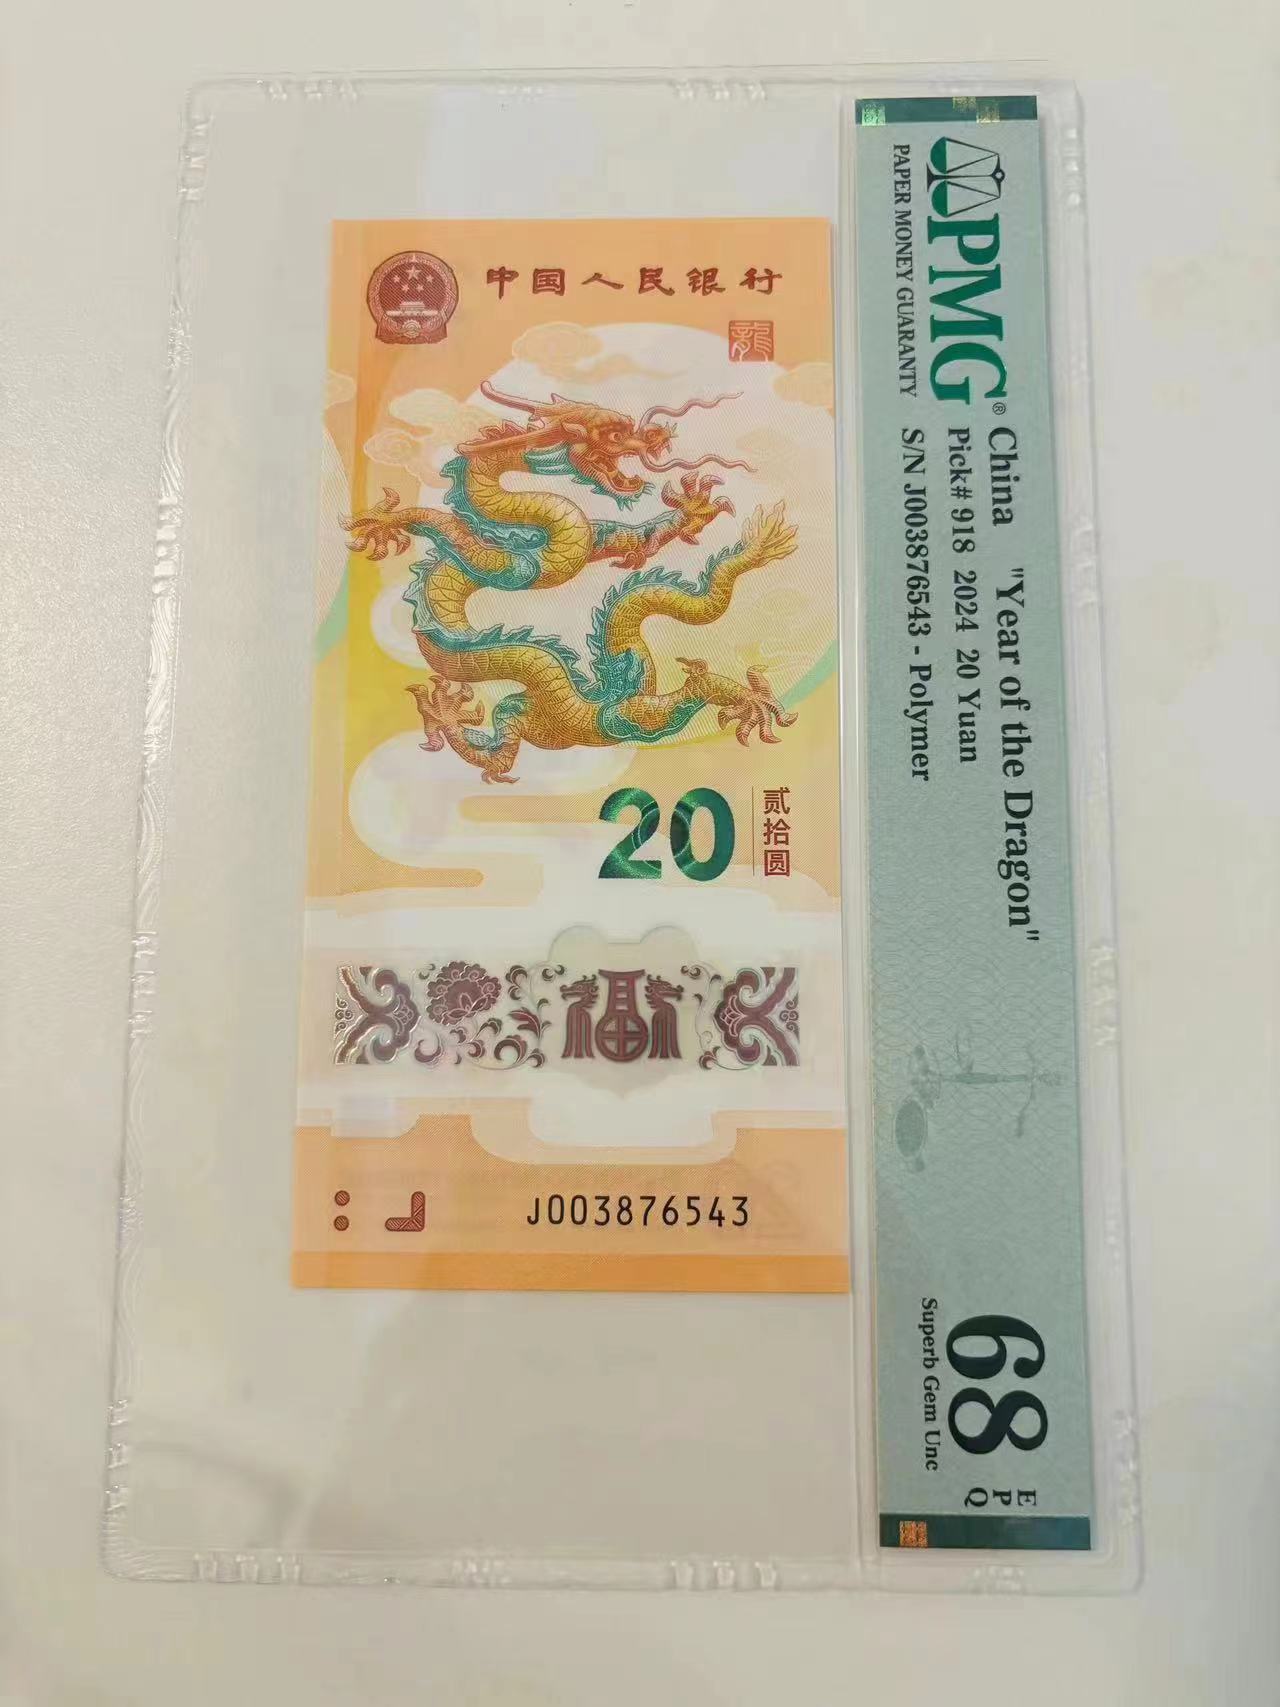 中国人民银行
龍
20
贰拾圆
福
J003876543
PMG®
PAPER MONEY GUARANTY
China "Year of the Dragon"
Pick# 918 2024 20 Yuan
S/N J003876543 - Polymer
68
Superb Gem Unc
E
P
Q